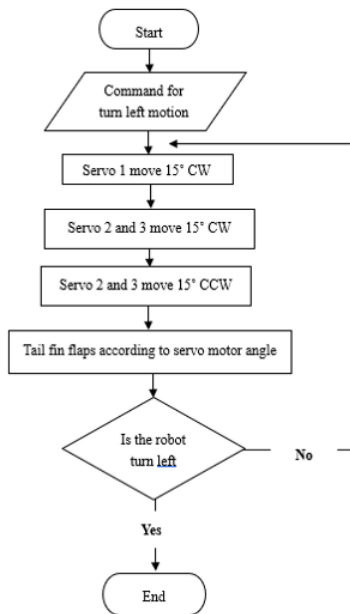 Start
Command for
turn left motion
Servo 1 move 15° CW
Servo 2 and 3 move 15° CW
Servo 2 and 3 move 15° CCW
Tail fin flaps according to servo motor angle
Is the robot
turn left
No
Yes
End